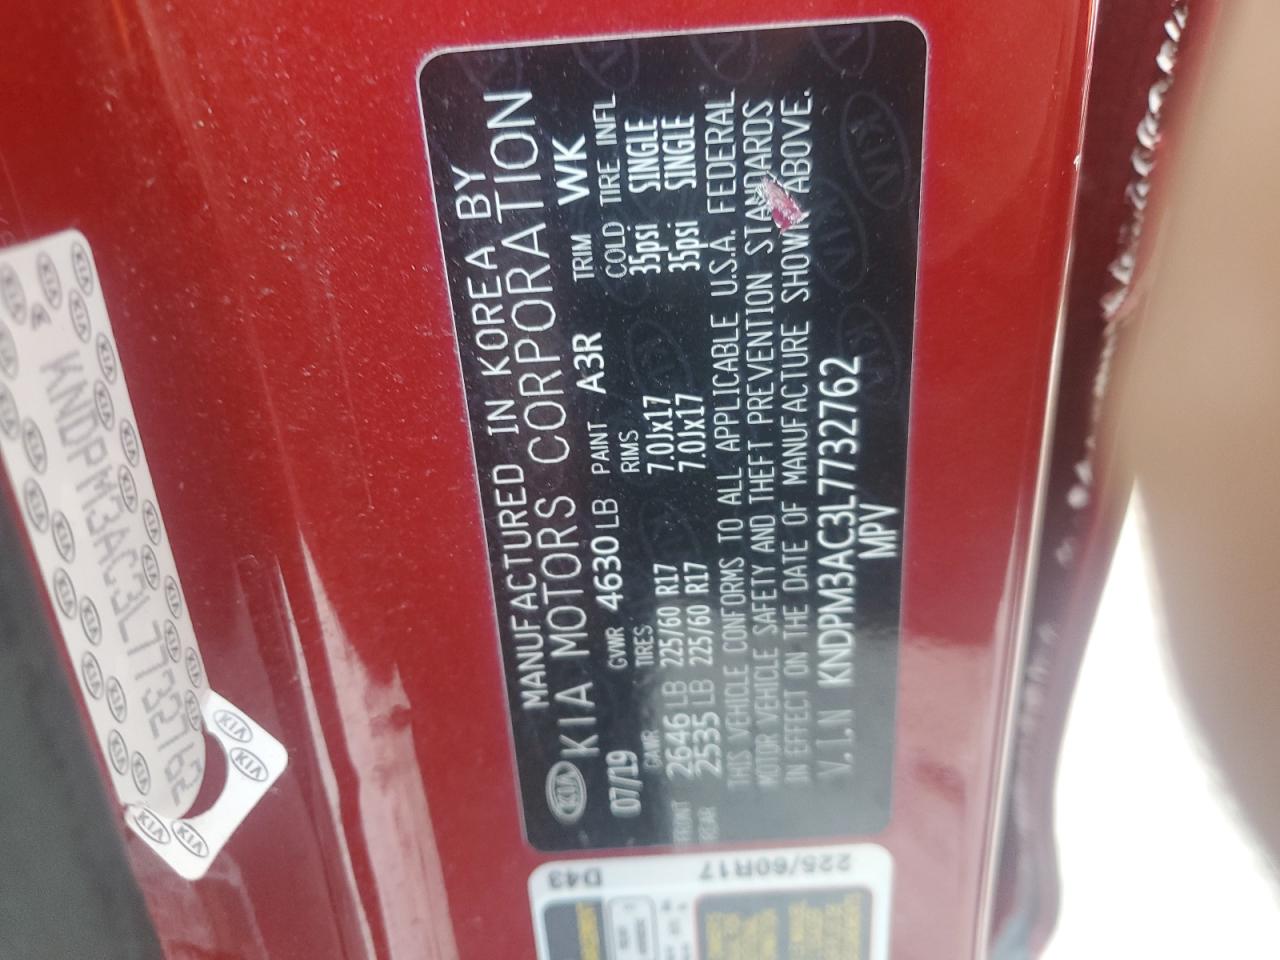 MANUFACTURED IN KOREA BY
KIA KIA MOTORS CORPORATION
07/19 GVWR 4630 LB PAINT A3R TRIM WK
GAWR TIRES RIMS COLD TIRE INFL
FRONT 2646 LB 225/60 R17 7.0Jx17 35psi SINGLE
REAR 2535 LB 225/60 R17 7.0Jx17 35psi SINGLE
THIS VEHICLE CONFORMS TO ALL APPLICABLE U.S.A. FEDERAL
MOTOR VEHICLE SAFETY AND THEFT PREVENTION STANDARDS
IN EFFECT ON THE DATE OF MANUFACTURE SHOWN ABOVE.
V.I.N KNDPM3AC3L7732762
MPV
KNDPM3AC3L7732762
D43
225/60R17